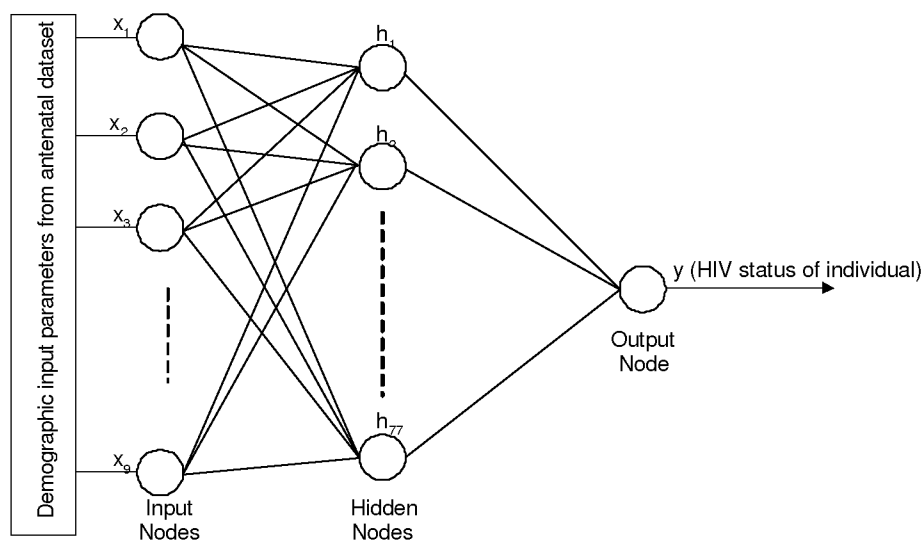 Demographic input parameters from antenatal dataset
x₁
x₂
x₃
x₉
Input
Nodes
h₁
h₂
h₇₇
Hidden
Nodes
y (HIV status of individual)
Output
Node